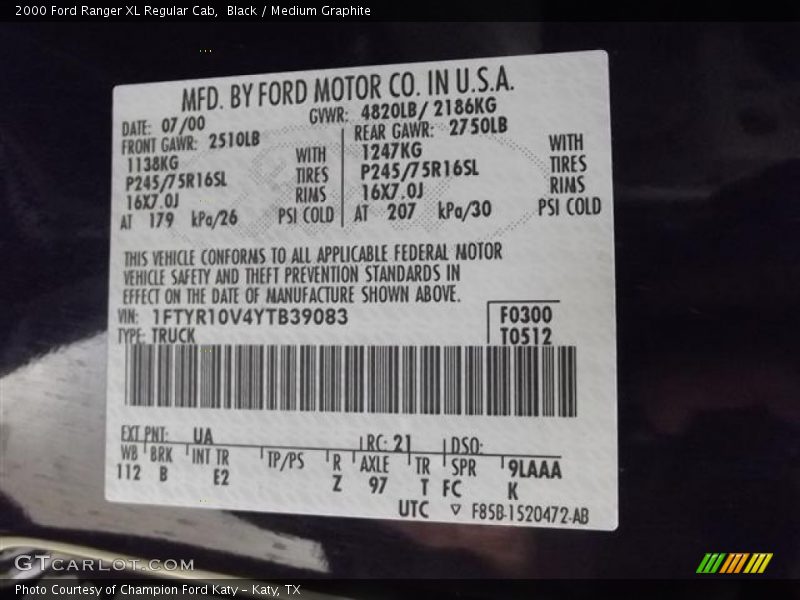 2000 Ford Ranger XL Regular Cab,  Black / Medium Graphite
MFD. BY FORD MOTOR CO. IN U.S.A.
DATE: 07/00 GVWR: 4820LB/ 2186KG
FRONT GAWR: 2510LB REAR GAWR: 2750LB
1138KG WITH 1247KG WITH
P245/75R16SL TIRES P245/75R16SL TIRES
16X7.0J RIMS 16X7.0J RIMS
AT 179 kPa/26 PSI COLD AT 207 kPa/30 PSI COLD
THIS VEHICLE CONFORMS TO ALL APPLICABLE FEDERAL MOTOR
VEHICLE SAFETY AND THEFT PREVENTION STANDARDS IN
EFFECT ON THE DATE OF MANUFACTURE SHOWN ABOVE.
VIN: 1FTYR10V4YTB39083 F0300
TYPE: TRUCK T0512
EXT PNT: UA RC: 21 DSO:
WB BRK INT TR TP/PS R AXLE TR SPR 9LAAA
112 B E2 Z 97 T FC K
UTC ▽ F85B-1520472-AB
GTCARLOT.COM
Photo Courtesy of Champion Ford Katy - Katy, TX